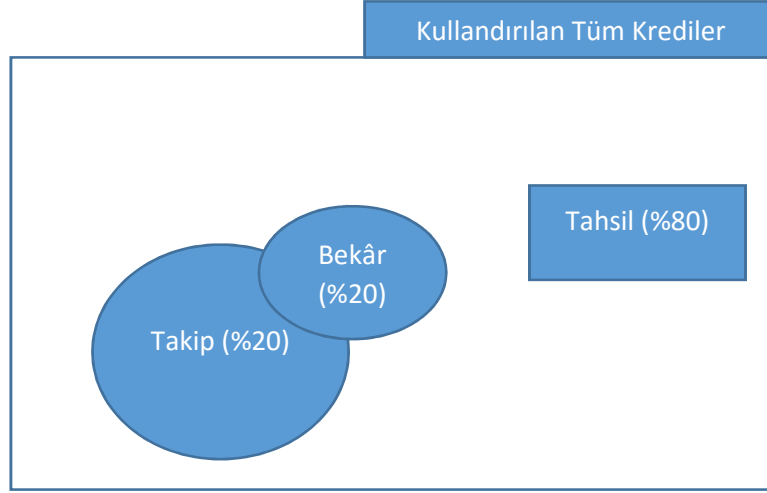 Kullandırılan Tüm Krediler
Tahsil (%80)
Bekâr
(%20)
Takip (%20)